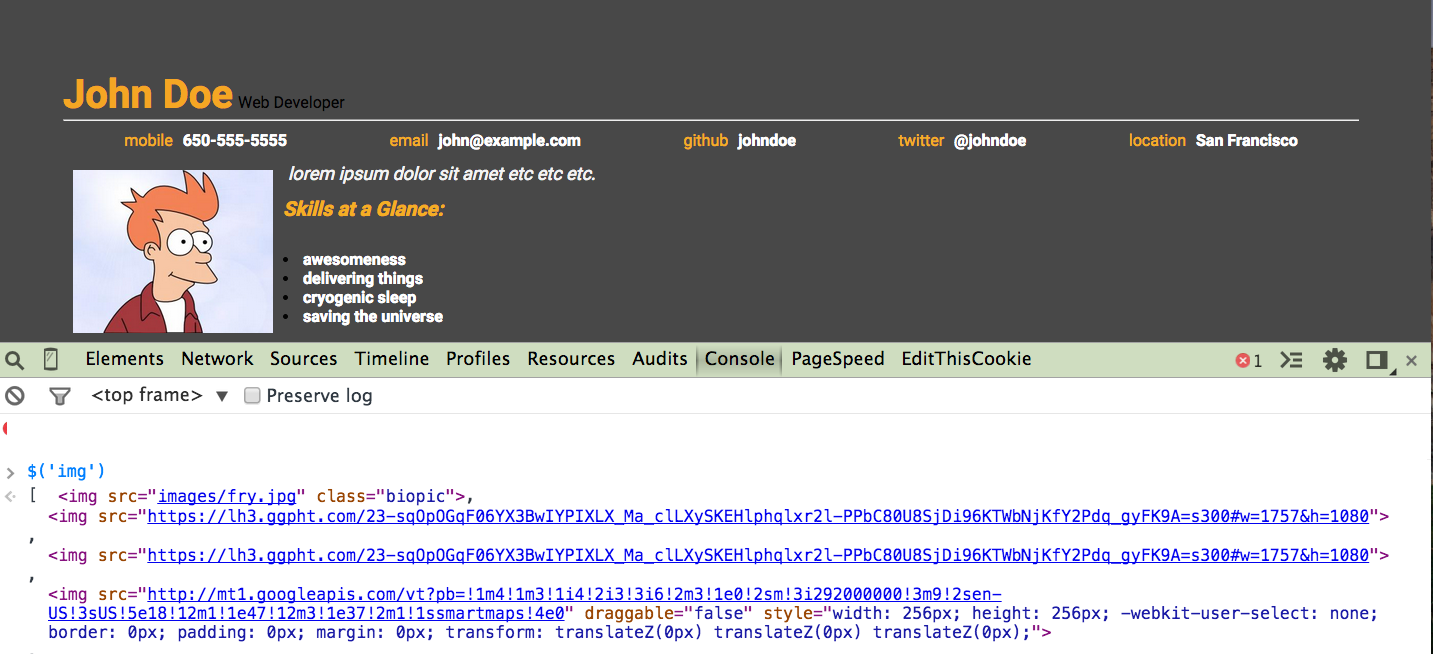 John Doe Web Developer
mobile 650-555-5555 email john@example.com github johndoe twitter @johndoe location San Francisco
lorem ipsum dolor sit amet etc etc etc.
Skills at a Glance:
• awesomeness
• delivering things
• cryogenic sleep
• saving the universe
Elements Network Sources Timeline Profiles Resources Audits Console PageSpeed EditThisCookie 1
<top frame> ▼ Preserve log
> $('img')
[ <img src="images/fry.jpg" class="biopic">,
<img src="https://lh3.ggpht.com/23-sqOpOGqF06YX3BwIYPIXLX_Ma_clLXySKEHlphqlxr2l-PPbC80U8SjDi96KTWbNjKfY2Pdq_gyFK9A=s300#w=1757&h=1080">
,
<img src="https://lh3.ggpht.com/23-sqOpOGqF06YX3BwIYPIXLX_Ma_clLXySKEHlphqlxr2l-PPbC80U8SjDi96KTWbNjKfY2Pdq_gyFK9A=s300#w=1757&h=1080">
,
<img src="http://mt1.googleapis.com/vt?pb=!1m4!1m3!1i4!2i3!3i6!2m3!1e0!2sm!3i292000000!3m9!2sen-
US!3sUS!5e18!12m1!1e47!12m3!1e37!2m1!1ssmartmaps!4e0" draggable="false" style="width: 256px; height: 256px; -webkit-user-select: none;
border: 0px; padding: 0px; margin: 0px; transform: translateZ(0px) translateZ(0px) translateZ(0px);">